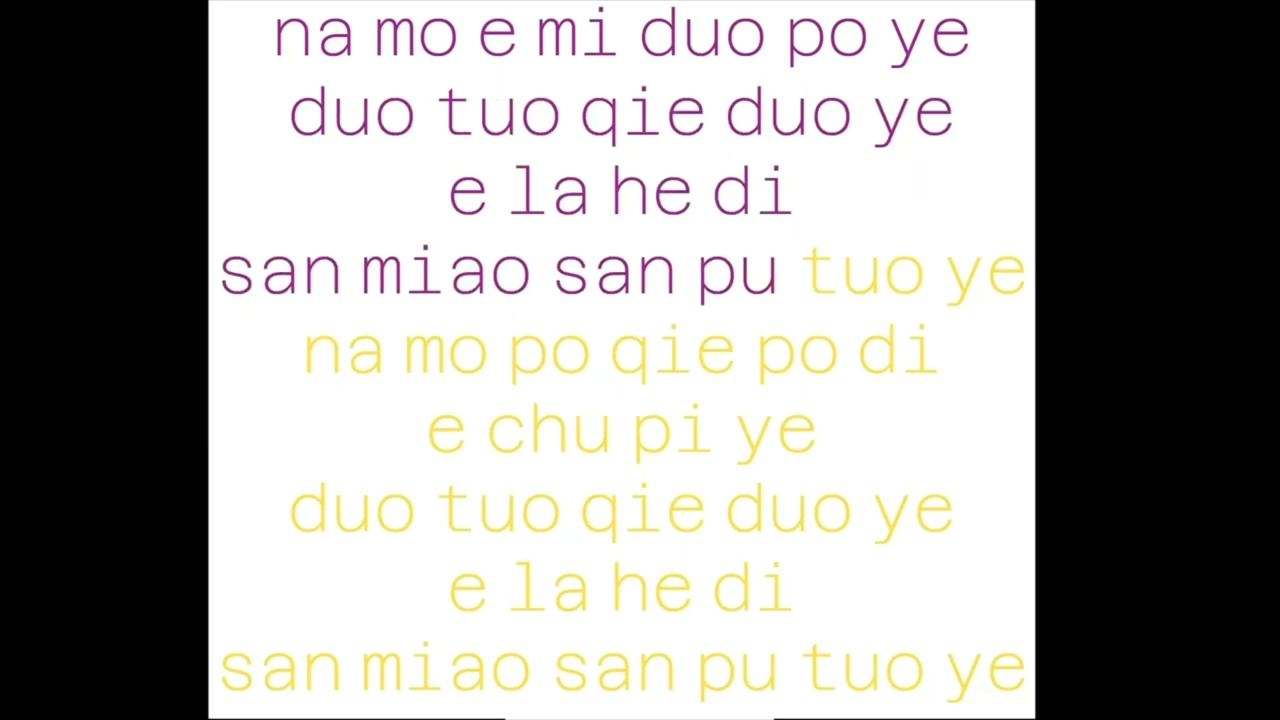 na mo e mi duo po ye
duo tuo qie duo ye
e la he di
san miao san pu tuo ye
na mo po qie po di
e chu pi ye
duo tuo qie duo ye
e la he di
san miao san pu tuo ye